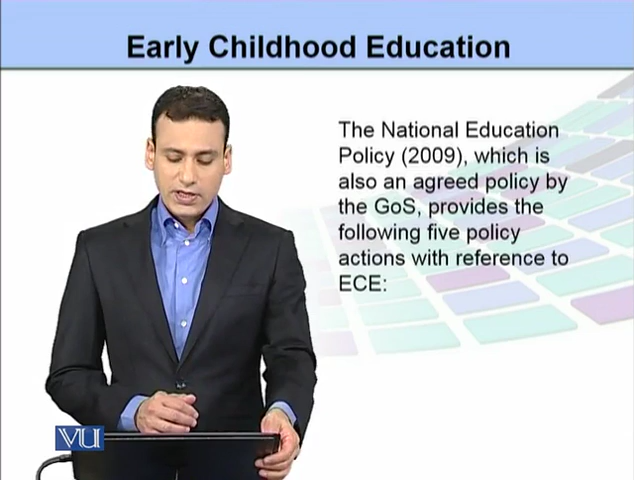 Early Childhood Education
The National Education
Policy (2009), which is
also an agreed policy by
the GoS, provides the
following five policy
actions with reference to
ECE:
VU